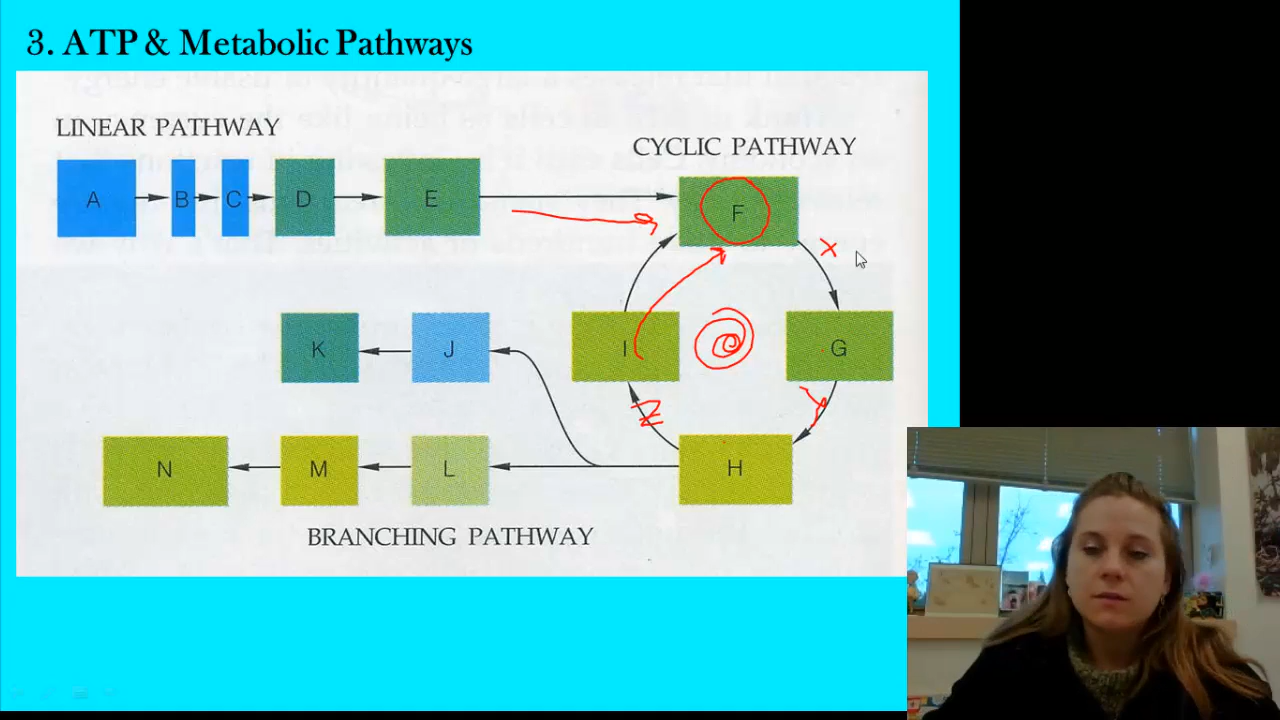 3. ATP & Metabolic Pathways
LINEAR PATHWAY
CYCLIC PATHWAY
A
B
C
D
E
F
X
K
J
I
G
Z
Y
N
M
L
H
BRANCHING PATHWAY